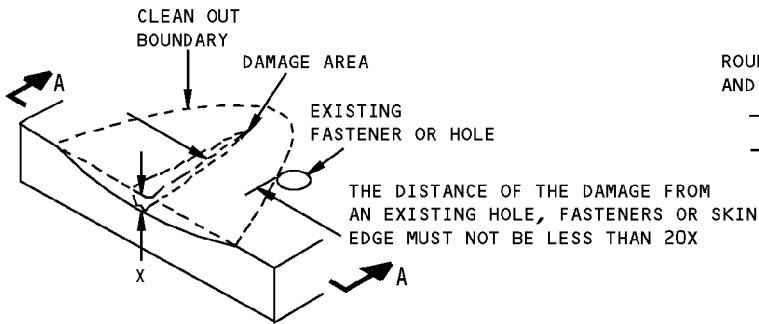 CLEAN OUT
BOUNDARY
DAMAGE AREA
A
EXISTING
FASTENER OR HOLE
THE DISTANCE OF THE DAMAGE FROM
AN EXISTING HOLE, FASTENERS OR SKIN
EDGE MUST NOT BE LESS THAN 20X
X
A
AND